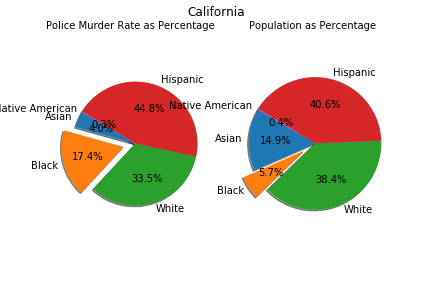 California
Police Murder Rate as Percentage
Population as Percentage
Hispanic
44.8%
Native American
0.3%
Asian
4.0%
Black
17.4%
33.5%
White
Hispanic
40.6%
Native American
0.4%
Asian
14.9%
Black
5.7%
38.4%
White